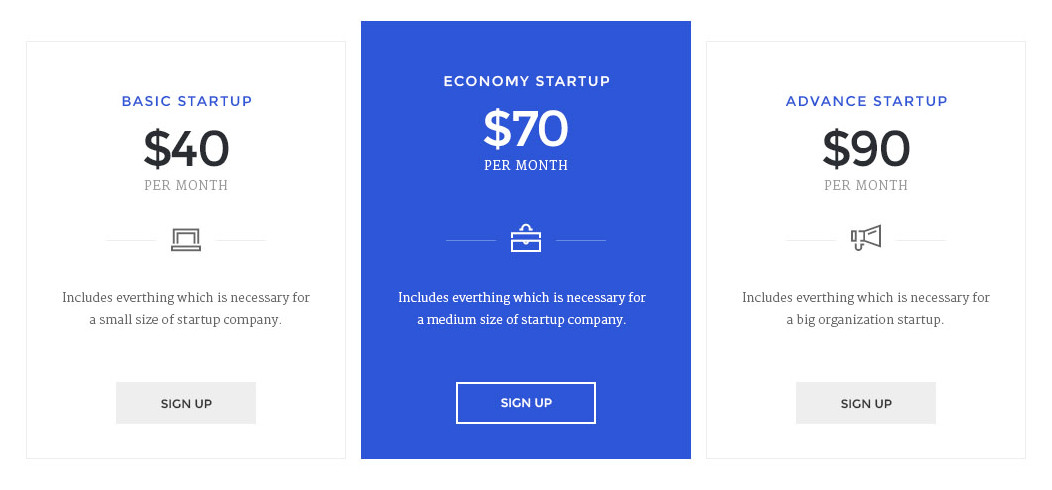 BASIC STARTUP
$40
PER MONTH
Includes everthing which is necessary for
a small size of startup company.
SIGN UP
ECONOMY STARTUP
$70
PER MONTH
Includes everthing which is necessary for
a medium size of startup company.
SIGN UP
ADVANCE STARTUP
$90
PER MONTH
Includes everthing which is necessary for
a big organization startup.
SIGN UP